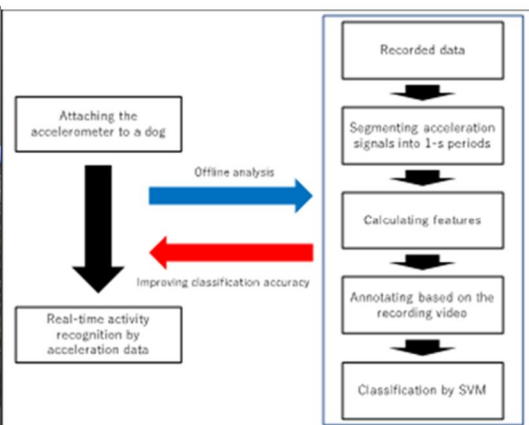 Attaching the
accelerometer to a dog
Real-time activity
recognition by
acceleration data
Offline analysis
Improving classification accuracy
Recorded data
Segmenting acceleration
signals into 1-s periods
Calculating features
Annotating based on the
recording video
Classification by SVM